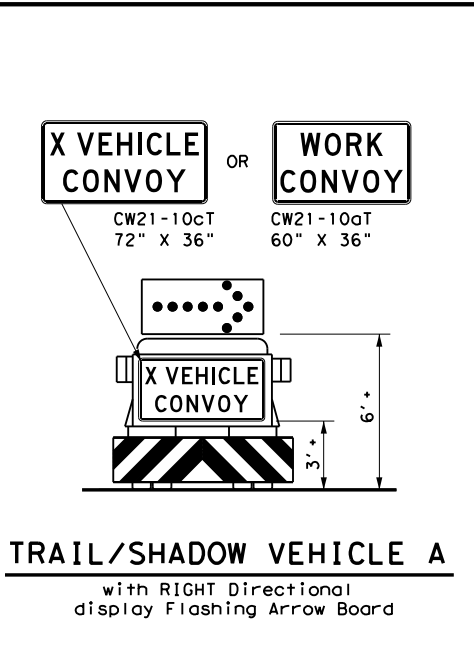 X VEHICLE
CONVOY
OR
WORK
CONVOY
CW21-10cT
72" X 36"
CW21-10aT
60" X 36"
X VEHICLE
CONVOY
6' +
3' +
TRAIL/SHADOW VEHICLE A
with RIGHT Directional
display Flashing Arrow Board